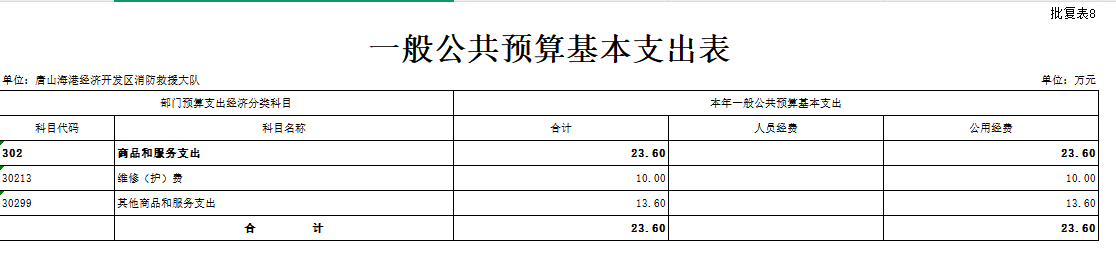 批复表8
一般公共预算基本支出表
单位：唐山海港经济开发区消防救援大队 单位：万元
部门预算支出经济分类科目 本年一般公共预算基本支出
科目代码 科目名称 合计 人员经费 公用经费
302 商品和服务支出 23.60 23.60
30213 维修（护）费 10.00 10.00
30299 其他商品和服务支出 13.60 13.60
合 计 23.60 23.60